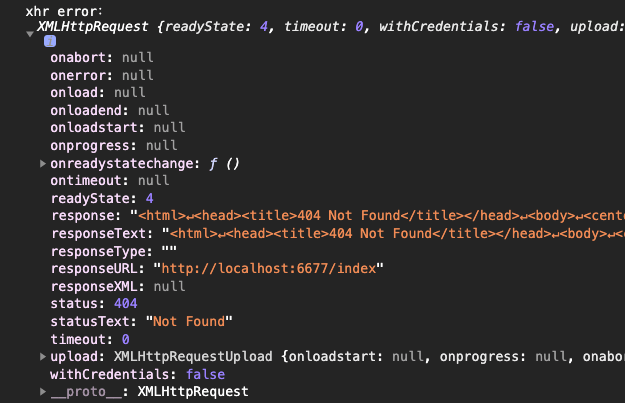 xhr error:
XMLHttpRequest {readyState: 4, timeout: 0, withCredentials: false, upload:
i
onabort: null
onerror: null
onload: null
onloadend: null
onloadstart: null
onprogress: null
onreadystatechange: ƒ ()
ontimeout: null
readyState: 4
response: "<html>↵<head><title>404 Not Found</title></head>↵<body>↵<cente
responseText: "<html>↵<head><title>404 Not Found</title></head>↵<body>↵<c
responseType: ""
responseURL: "http://localhost:6677/index"
responseXML: null
status: 404
statusText: "Not Found"
timeout: 0
upload: XMLHttpRequestUpload {onloadstart: null, onprogress: null, onabor
withCredentials: false
__proto__: XMLHttpRequest